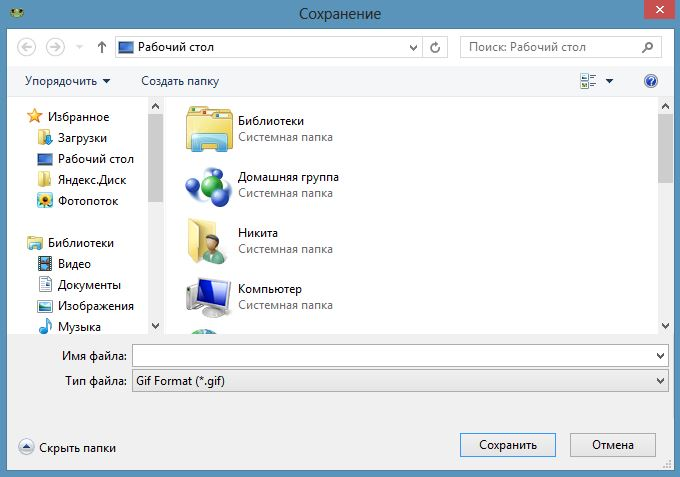 Сохранение
Рабочий стол
Поиск: Рабочий стол
Упорядочить
Создать папку
Избранное
Загрузки
Рабочий стол
Яндекс.Диск
Фотопоток
Библиотеки
Видео
Документы
Изображения
Музыка
Библиотеки
Системная папка
Домашняя группа
Системная папка
Никита
Системная папка
Компьютер
Системная папка
Имя файла:
Тип файла: Gif Format (*.gif)
Скрыть папки
Сохранить
Отмена